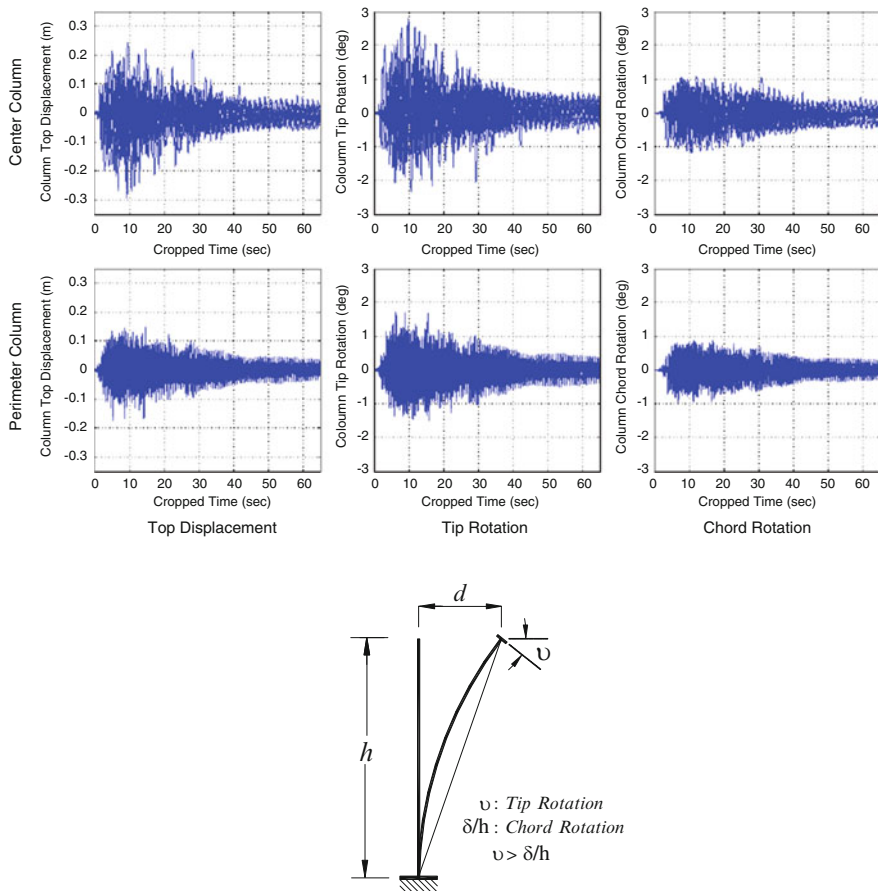 Center Column
Column Top Displacement (m)
0.3
0.2
0.1
0
-0.1
-0.2
-0.3
0 10 20 30 40 50 60
Cropped Time (sec)
Coloumn Tip Rotation (deg)
3
2
1
0
-1
-2
-3
0 10 20 30 40 50 60
Cropped Time (sec)
Column Chord Rotation (deg)
3
2
1
0
-1
-2
-3
0 10 20 30 40 50 60
Cropped Time (sec)
Perimeter Column
Column Top Displacement (m)
0.3
0.2
0.1
0
-0.1
-0.2
-0.3
0 10 20 30 40 50 60
Cropped Time (sec)
Coloumn Tip Rotation (deg)
3
2
1
0
-1
-2
-3
0 10 20 30 40 50 60
Cropped Time (sec)
Column Chord Rotation (deg)
3
2
1
0
-1
-2
-3
0 10 20 30 40 50 60
Cropped Time (sec)
Top Displacement
Tip Rotation
Chord Rotation
d
υ
h
υ : Tip Rotation
δ/h : Chord Rotation
υ > δ/h